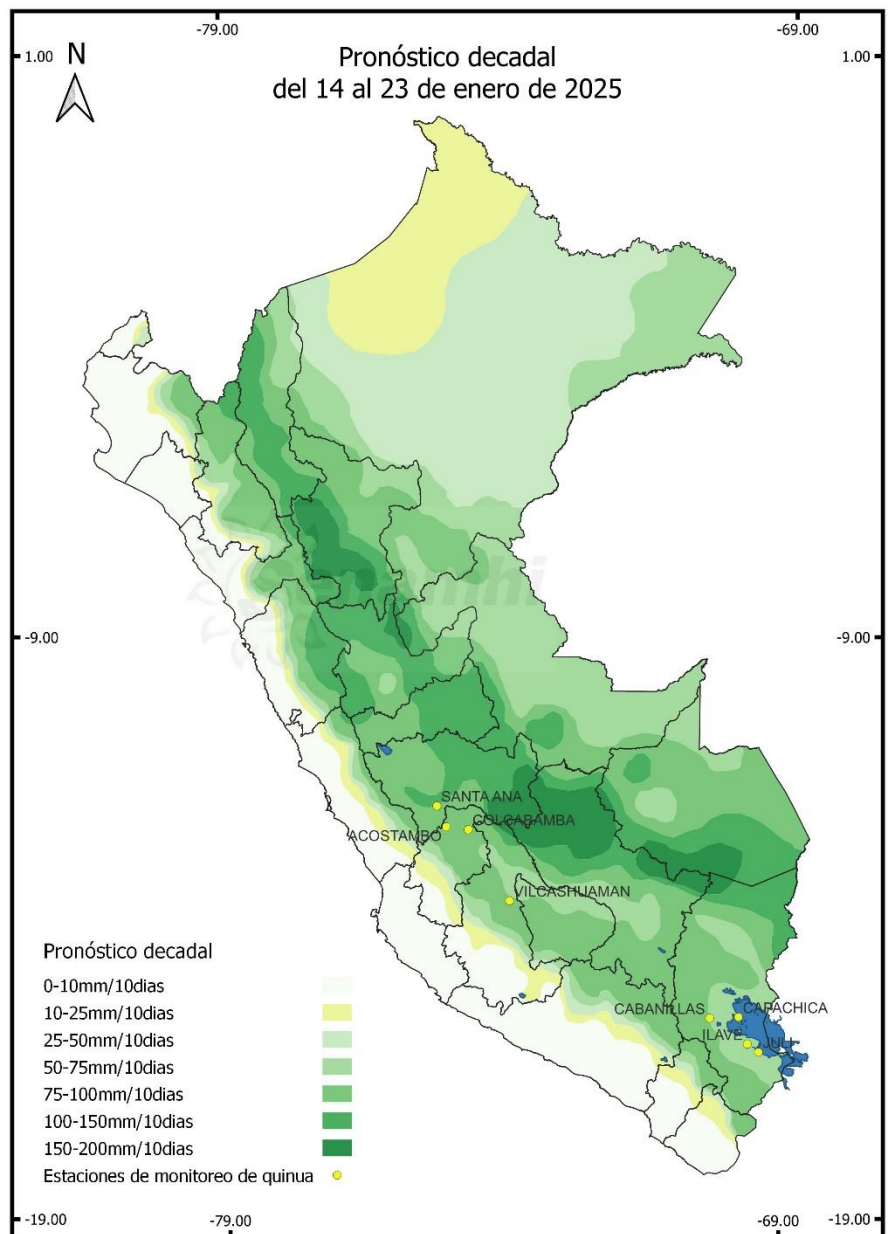 -79.00
-69.00
1.00
N
Pronóstico decadal
1.00
del 14 al 23 de enero de 2025
Senamhi
-9.00
-9.00
SANTA ANA
COLCABAMBA
ACOSTAMBO
VILCASHUAMAN
CABANILLAS
CAPACHICA
ILAVE
JULI
Pronóstico decadal
0-10mm/10dias
10-25mm/10dias
25-50mm/10dias
50-75mm/10dias
75-100mm/10dias
100-150mm/10dias
150-200mm/10dias
Estaciones de monitoreo de quinua
-19.00
-79.00
-69.00
-19.00